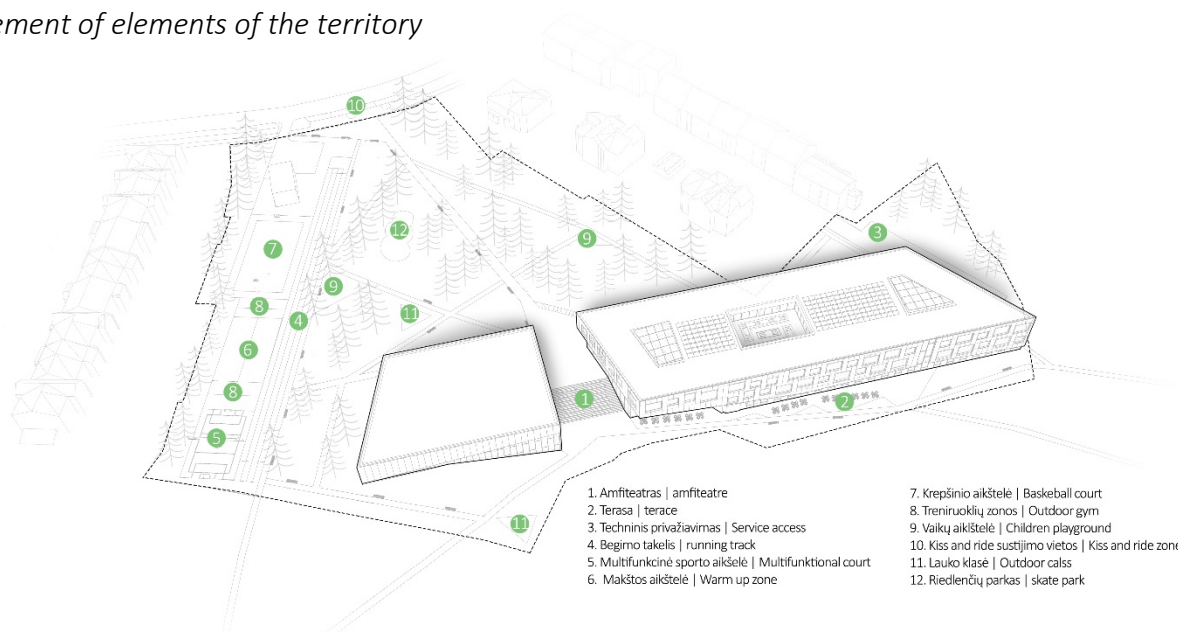 ement of elements of the territory
10
3
12
9
7
9
8
11
4
6
8
1
2
5
11
1. Amfiteatras | amfiteatre
2. Terasa | terace
3. Techninis privažiavimas | Service access
4. Begimo takelis | running track
5. Multifunkcinė sporto aikšelė | Multifunktional court
6. Makštos aikštelė | Warm up zone
7. Krepšinio aikštelė | Baskeball court
8. Treniruoklių zonos | Outdoor gym
9. Vaikų aiklštelė | Children playground
10. Kiss and ride sustijimo vietos | Kiss and ride zone
11. Lauko klasė | Outdoor calss
12. Riedlenčių parkas | skate park